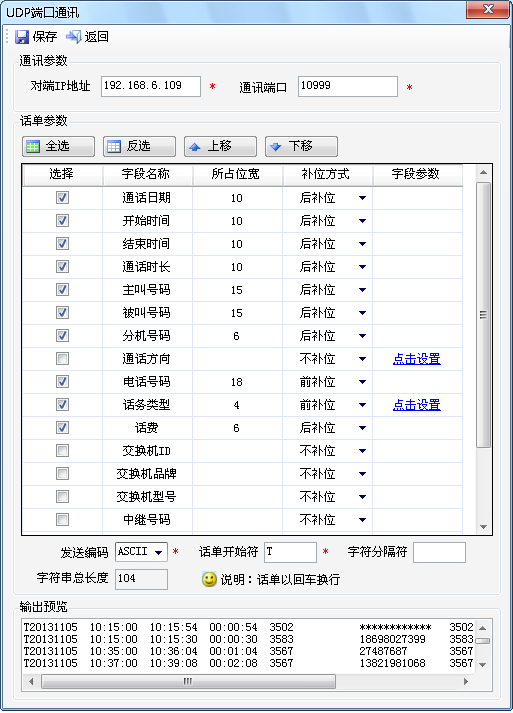 UDP端口通讯
保存 返回
通讯参数
对端IP地址 192.168.6.109 * 通讯端口 10999 *
话单参数
全选 反选 上移 下移
选择 字段名称 所占位宽 补位方式 字段参数
通话日期 10 后补位
开始时间 10 后补位
结束时间 10 后补位
通话时长 10 后补位
主叫号码 15 后补位
被叫号码 15 后补位
分机号码 6 后补位
通话方向 不补位 点击设置
电话号码 18 前补位
话务类型 4 前补位 点击设置
话费 6 后补位
交换机ID 不补位
交换机品牌 不补位
交换机型号 不补位
中继号码 不补位
发送编码 ASCII * 话单开始符 T * 字符分隔符
字符串总长度 104 说明：话单以回车换行
输出预览
T20131105 10:15:00 10:15:54 00:00:54 3502 ************ 3502
T20131105 10:15:00 10:15:30 00:00:30 3583 18698027399 3583
T20131105 10:35:00 10:36:04 00:01:04 3567 27487687 3567
T20131105 10:37:00 10:39:08 00:02:08 3567 13821981068 3567